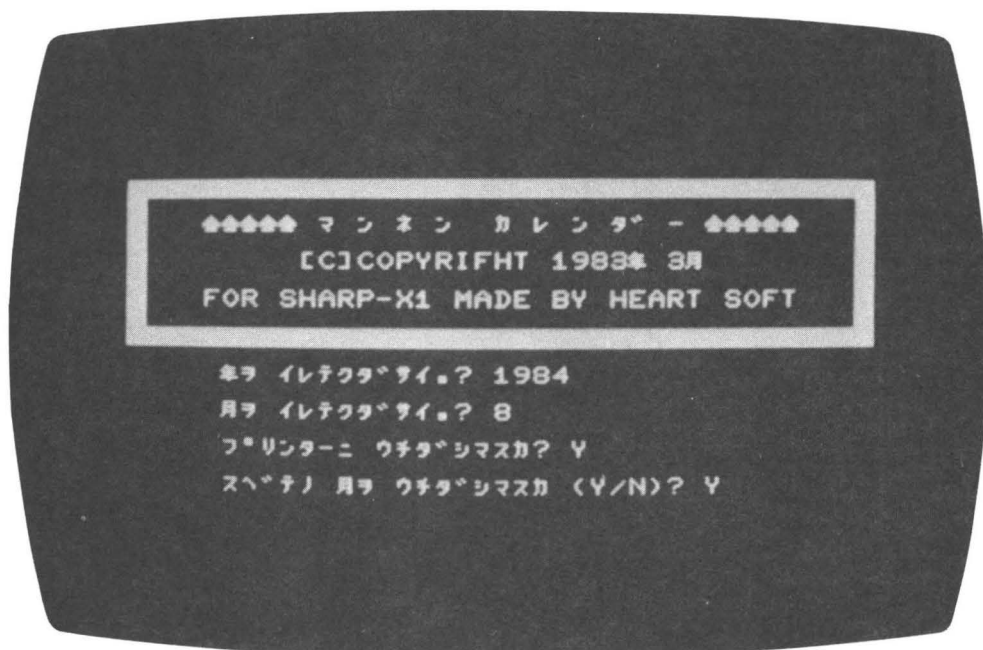 ♠♠♠♠♠ マンネン カレンダー ♠♠♠♠♠
[C]COPYRIFHT 1983年 3月
FOR SHARP-X1 MADE BY HEART SOFT
年ヲ イレテクダサイ。? 1984
月ヲ イレテクダサイ。? 8
プリンターニ ウチダシマスカ? Y
スベテノ 月ヲ ウチダシマスカ (Y/N)? Y